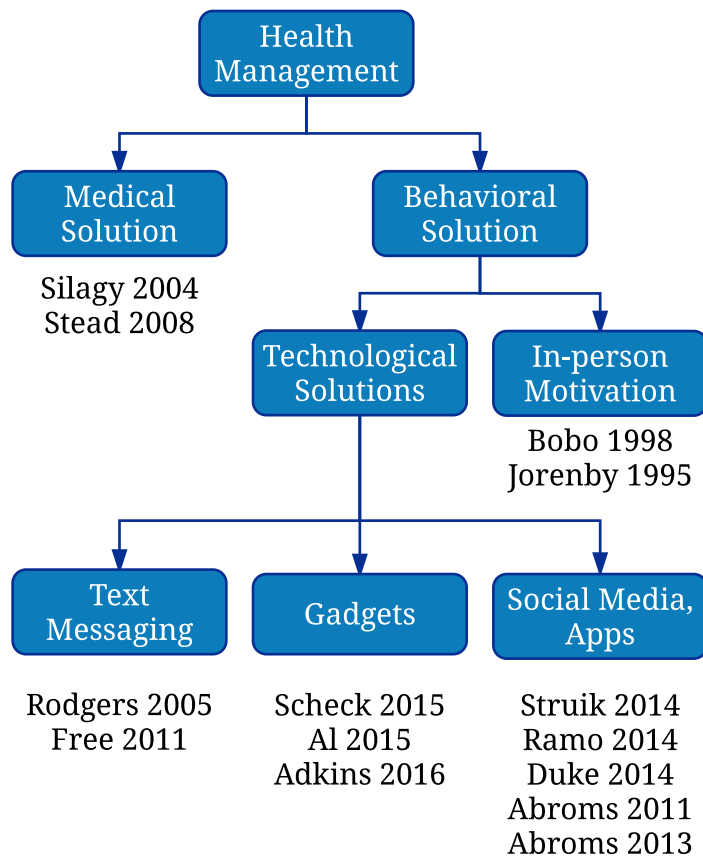 Health
Management
Medical
Solution
Behavioral
Solution
Silagy 2004
Stead 2008
Technological
Solutions
In-person
Motivation
Bobo 1998
Jorenby 1995
Text
Messaging
Gadgets
Social Media,
Apps
Rodgers 2005
Free 2011
Scheck 2015
Al 2015
Adkins 2016
Struik 2014
Ramo 2014
Duke 2014
Abroms 2011
Abroms 2013